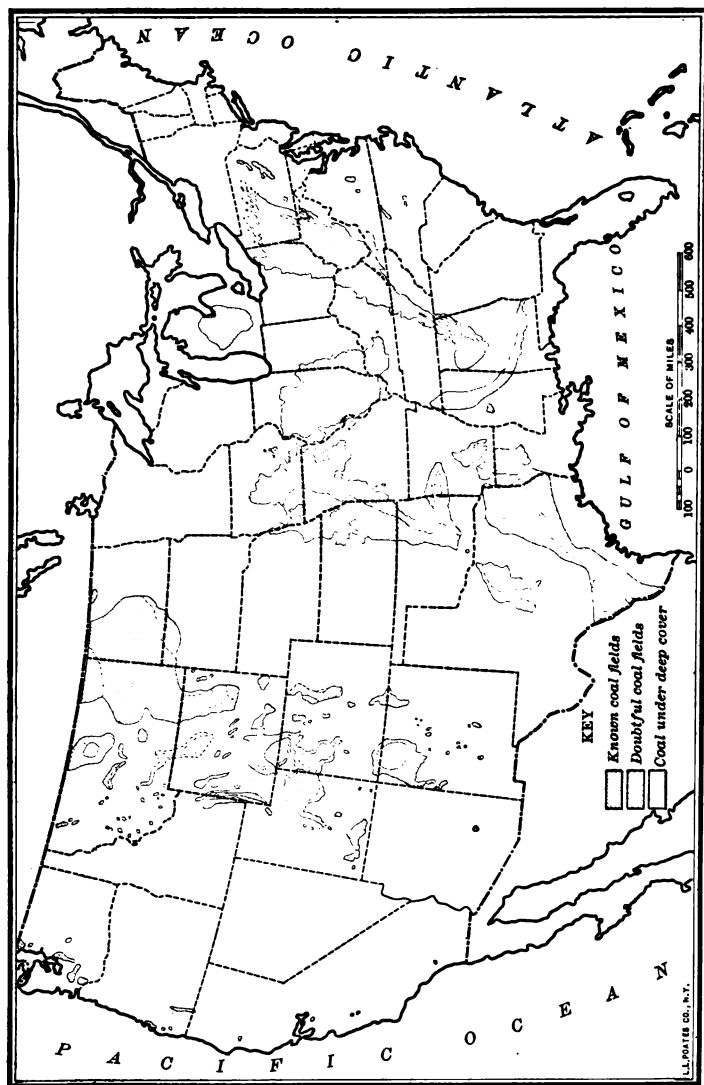 ATLANTIC OCEAN
PACIFIC OCEAN
GULF OF MEXICO
SCALE OF MILES
100 0 100 200 300 400 500 600
KEY
Known coal fields
Doubtful coal fields
Coal under deep cover
L.L. POATES CO., N.Y.